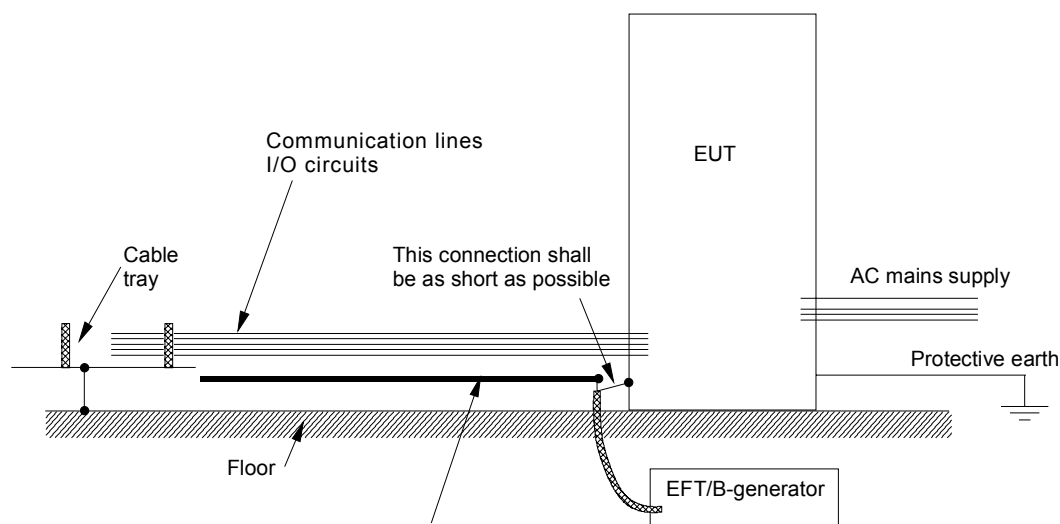 Communication lines
I/O circuits
EUT
Cable
tray
This connection shall
be as short as possible
AC mains supply
Protective earth
Floor
EFT/B-generator